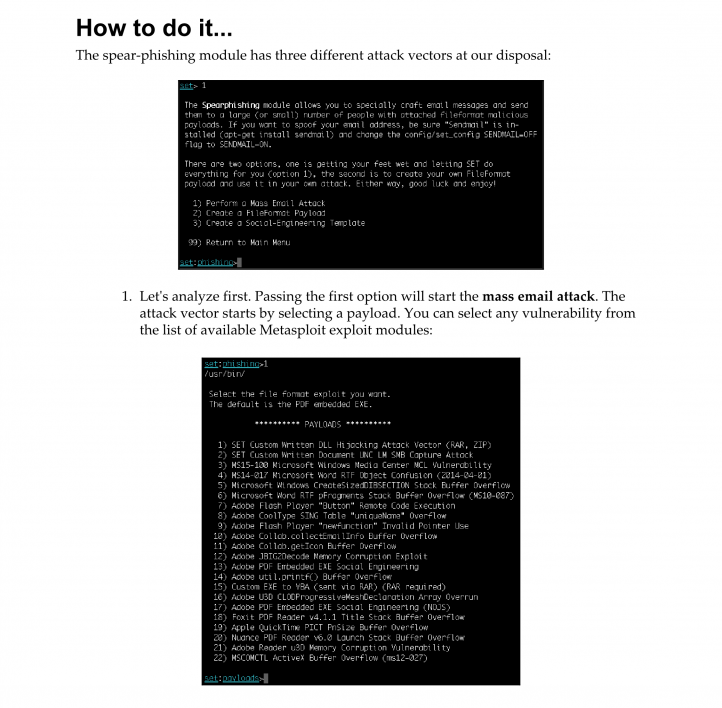 How to do it...
The spear-phishing module has three different attack vectors at our disposal:
set> 1
The Spearphishing module allows you to specially craft email messages and send
them to a large (or small) number of people with attached fileformat malicious
payloads. If you want to spoof your email address, be sure "Sendmail" is in-
stalled (apt-get install sendmail) and change the config/set_config SENDMAIL=OFF
flag to SENDMAIL=ON.
There are two options, one is getting your feet wet and letting SET do
everything for you (option 1), the second is to create your own FileFormat
payload and use it in your own attack. Either way, good luck and enjoy!
1) Perform a Mass Email Attack
2) Create a FileFormat Payload
3) Create a Social-Engineering Template
99) Return to Main Menu
set:phishing>
1. Let's analyze first. Passing the first option will start the mass email attack. The
attack vector starts by selecting a payload. You can select any vulnerability from
the list of available Metasploit exploit modules:
set:phishing>1
/usr/bin/
Select the file format exploit you want.
The default is the PDF embedded EXE.
********** PAYLOADS **********
1) SET Custom Written DLL Hijacking Attack Vector (RAR, ZIP)
2) SET Custom Written Document UNC LM SMB Capture Attack
3) MS15-100 Microsoft Windows Media Center MCL Vulnerability
4) MS14-017 Microsoft Word RTF Object Confusion (2014-04-01)
5) Microsoft Windows CreateSizedDIBSECTION Stack Buffer Overflow
6) Microsoft Word RTF pFragments Stack Buffer Overflow (MS10-087)
7) Adobe Flash Player "Button" Remote Code Execution
8) Adobe CoolType SING Table "uniqueName" Overflow
9) Adobe Flash Player "newfunction" Invalid Pointer Use
10) Adobe Collab.collectEmailInfo Buffer Overflow
11) Adobe Collab.getIcon Buffer Overflow
12) Adobe JBIG2Decode Memory Corruption Exploit
13) Adobe PDF Embedded EXE Social Engineering
14) Adobe util.printf() Buffer Overflow
15) Custom EXE to VBA (sent via RAR) (RAR required)
16) Adobe U3D CLODProgressiveMeshDeclaration Array Overrun
17) Adobe PDF Embedded EXE Social Engineering (NOJS)
18) Foxit PDF Reader v4.1.1 Title Stack Buffer Overflow
19) Apple QuickTime PICT PnSize Buffer Overflow
20) Nuance PDF Reader v6.0 Launch Stack Buffer Overflow
21) Adobe Reader u3D Memory Corruption Vulnerability
22) MSCOMCTL ActiveX Buffer Overflow (ms12-027)
set:payloads>